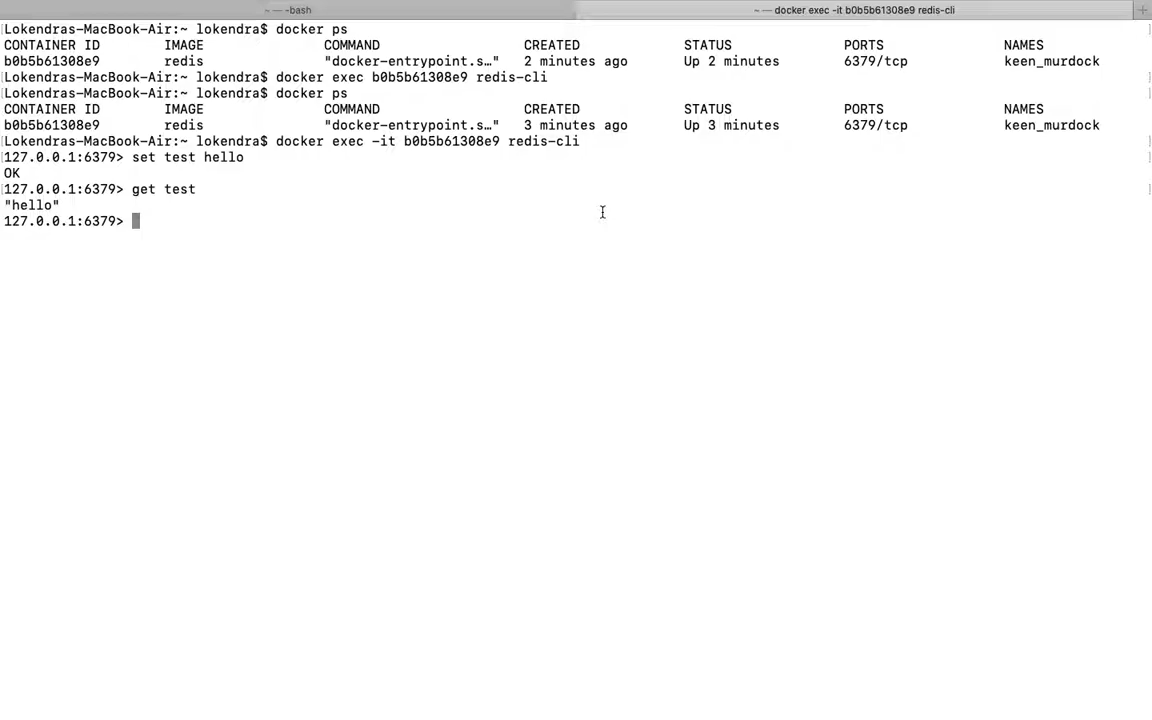 ~ — -bash
~ — docker exec -it b0b5b61308e9 redis-cli
Lokendras-MacBook-Air:~ lokendra$ docker ps
CONTAINER ID IMAGE COMMAND CREATED STATUS PORTS NAMES
b0b5b61308e9 redis "docker-entrypoint.s…" 2 minutes ago Up 2 minutes 6379/tcp keen_murdock
Lokendras-MacBook-Air:~ lokendra$ docker exec b0b5b61308e9 redis-cli
Lokendras-MacBook-Air:~ lokendra$ docker ps
CONTAINER ID IMAGE COMMAND CREATED STATUS PORTS NAMES
b0b5b61308e9 redis "docker-entrypoint.s…" 3 minutes ago Up 3 minutes 6379/tcp keen_murdock
Lokendras-MacBook-Air:~ lokendra$ docker exec -it b0b5b61308e9 redis-cli
127.0.0.1:6379> set test hello
OK
127.0.0.1:6379> get test
"hello"
127.0.0.1:6379>